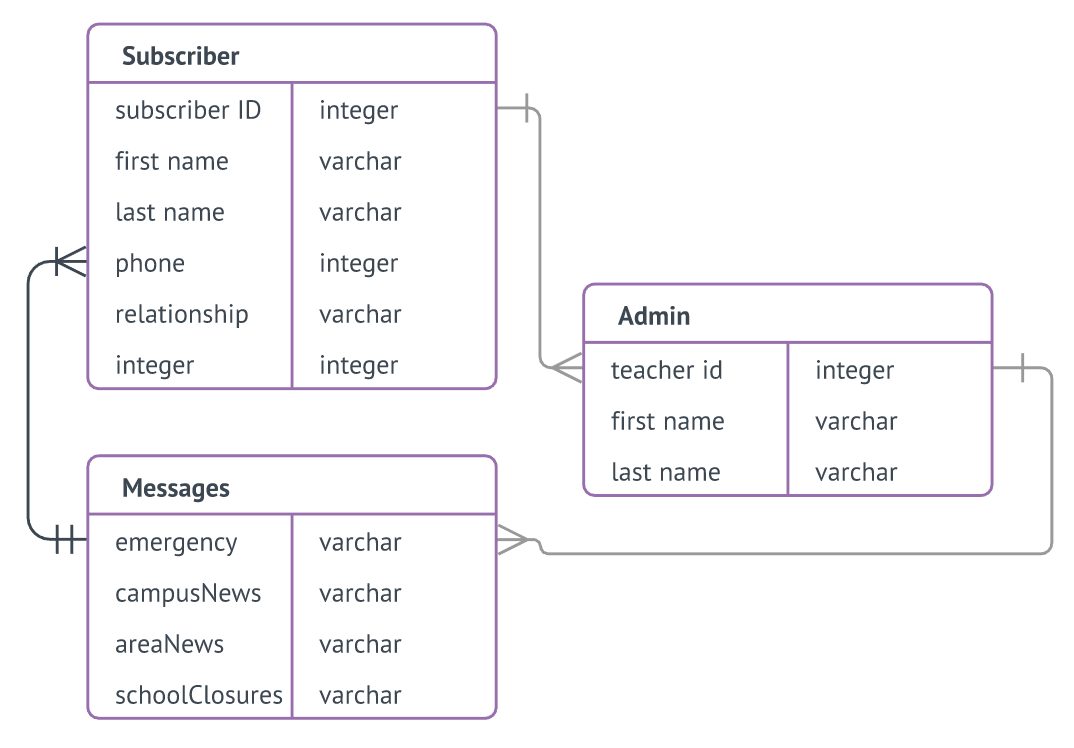 Subscriber
subscriber ID integer
first name varchar
last name varchar
phone integer
relationship varchar
integer integer
Admin
teacher id integer
first name varchar
last name varchar
Messages
emergency varchar
campusNews varchar
areaNews varchar
schoolClosures varchar